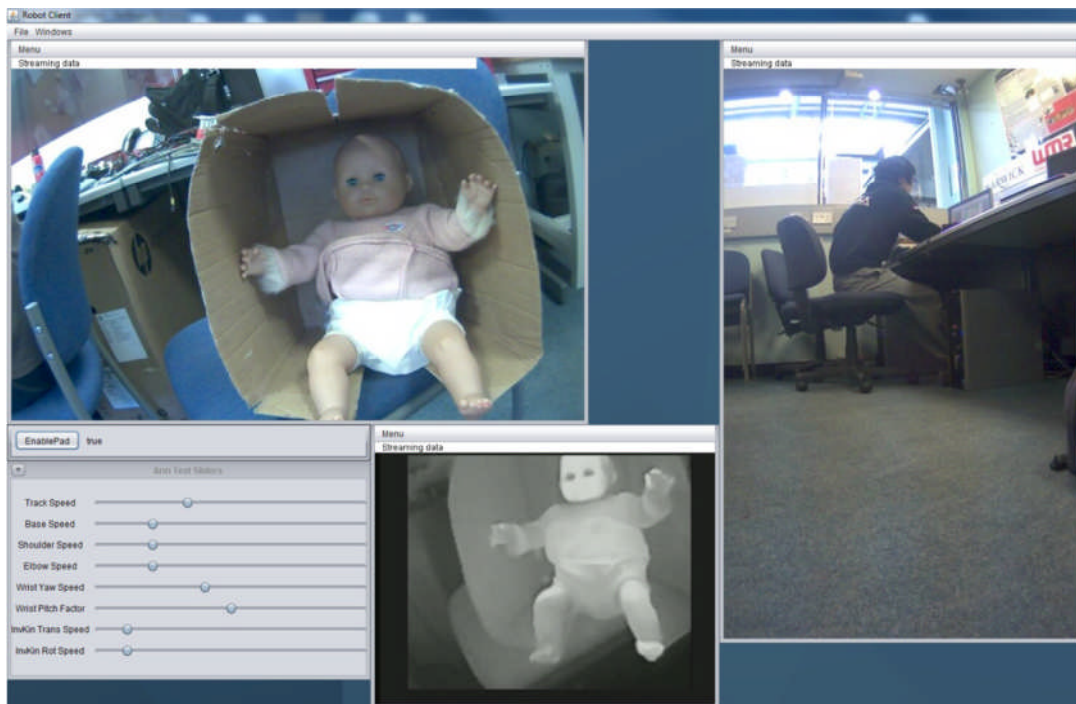 Robot Client
File Windows
Menu
Streaming data
Menu
Streaming data
WMR
WARWICK
EnablePad true
Arm Test Sliders
Menu
Streaming data
Track Speed
Base Speed
Shoulder Speed
Elbow Speed
Wrist Yaw Speed
Wrist Pitch Factor
InvKin Trans Speed
InvKin Rot Speed